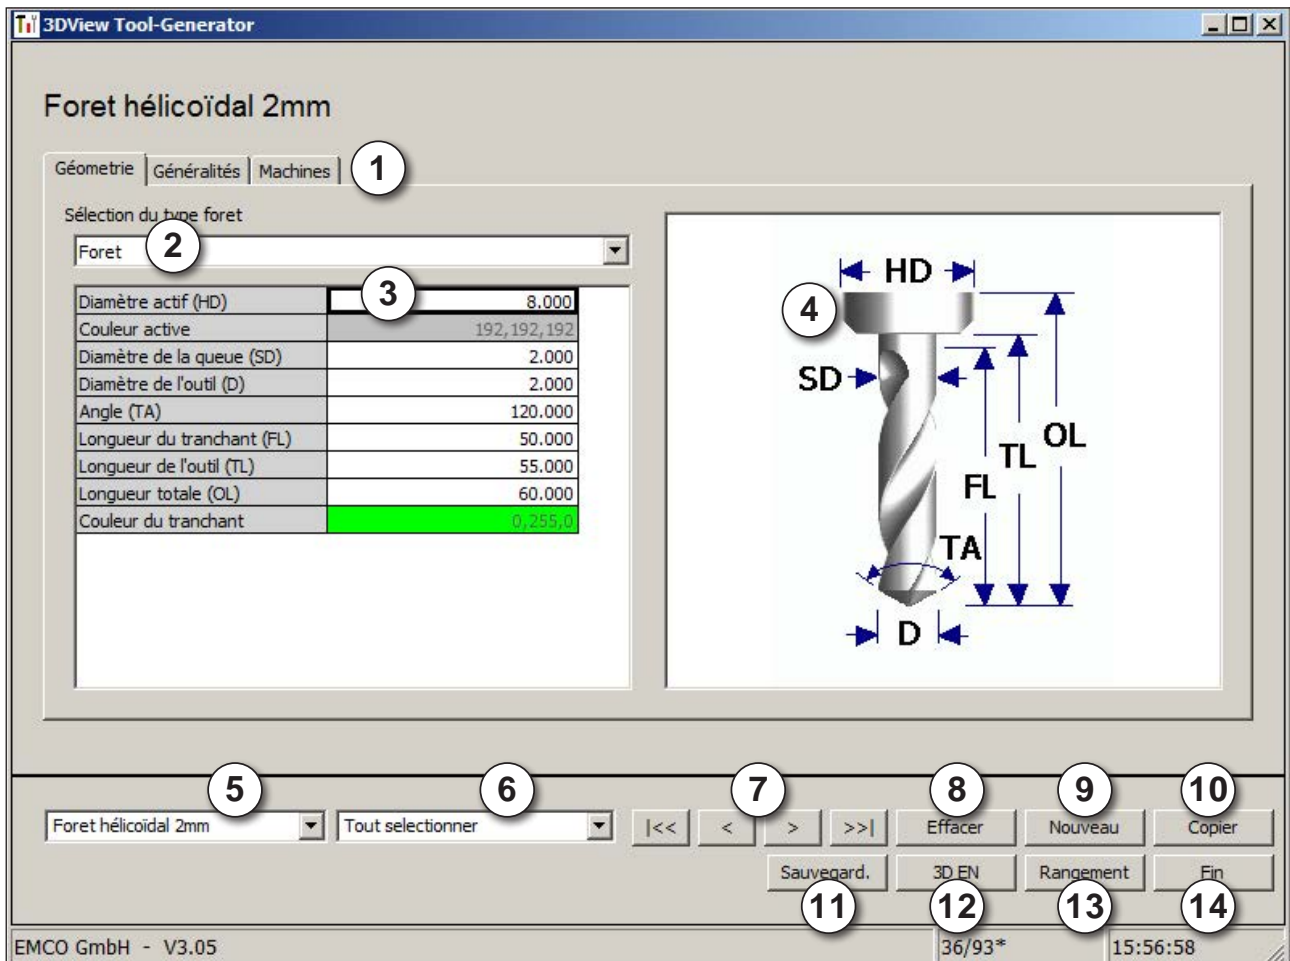 3DView Tool-Generator
Foret hélicoïdal 2mm
Géometrie Généralités Machines 1
Sélection du type foret
Foret 2
3
Diamètre actif (HD) 8.000
Couleur active 192,192,192
Diamètre de la queue (SD) 2.000
Diamètre de l'outil (D) 2.000
Angle (TA) 120.000
Longueur du tranchant (FL) 50.000
Longueur de l'outil (TL) 55.000
Longueur totale (OL) 60.000
Couleur du tranchant 0,255,0
HD
4
SD
OL
TL
FL
TA
D
5 6 7 8 9 10
Foret hélicoïdal 2mm Tout selectionner |<< < > >>| Effacer Nouveau Copier
Sauvegard. 3D EN Rangement Fin
11 12 13 14
EMCO GmbH - V3.05 36/93* 15:56:58